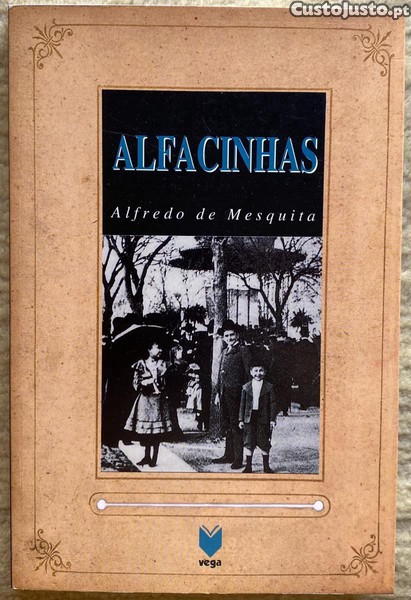 CustoJusto.pt
ALFACINHAS
Alfredo de Mesquita
vega